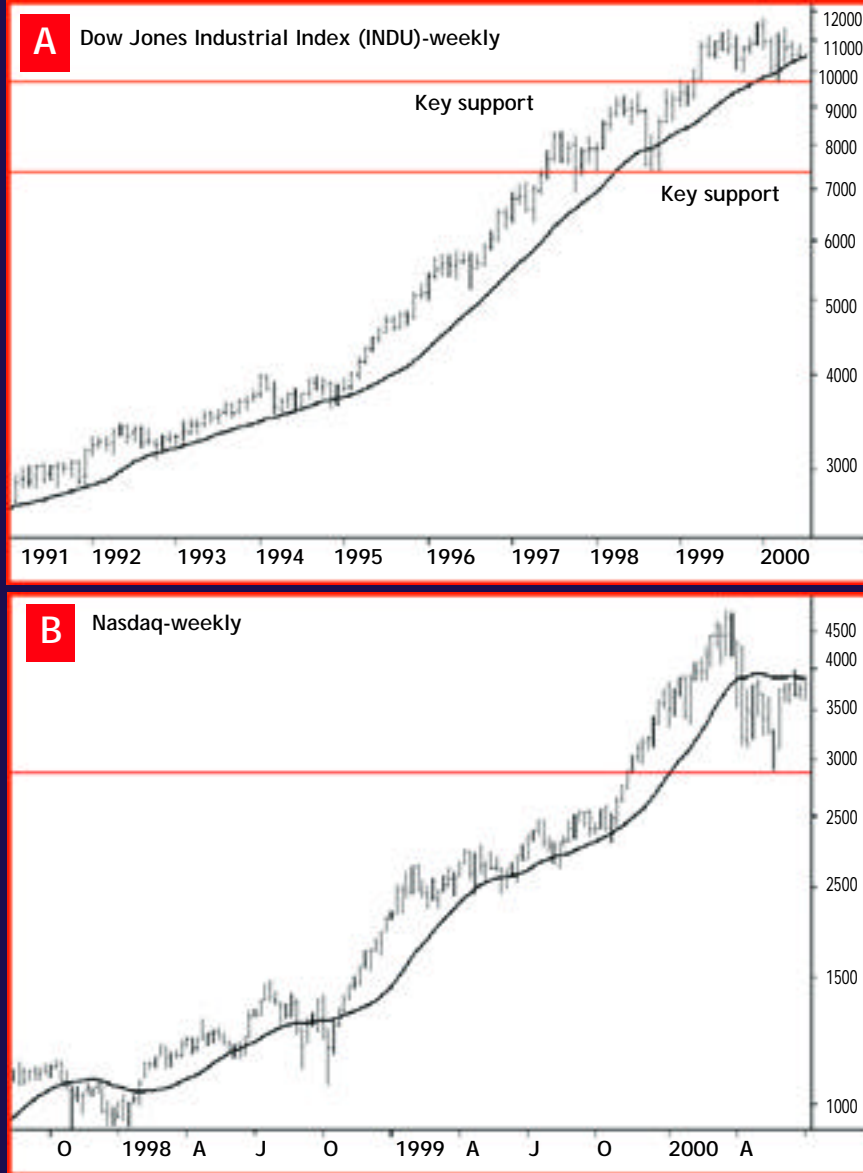 A
Dow Jones Industrial Index (INDU)-weekly
12000
11000
10000
Key support
9000
8000
Key support
7000
6000
5000
4000
3000
1991 1992 1993 1994 1995 1996 1997 1998 1999 2000
B
Nasdaq-weekly
4500
4000
3500
3000
2500
2500
1500
1000
O 1998 A J O 1999 A J O 2000 A